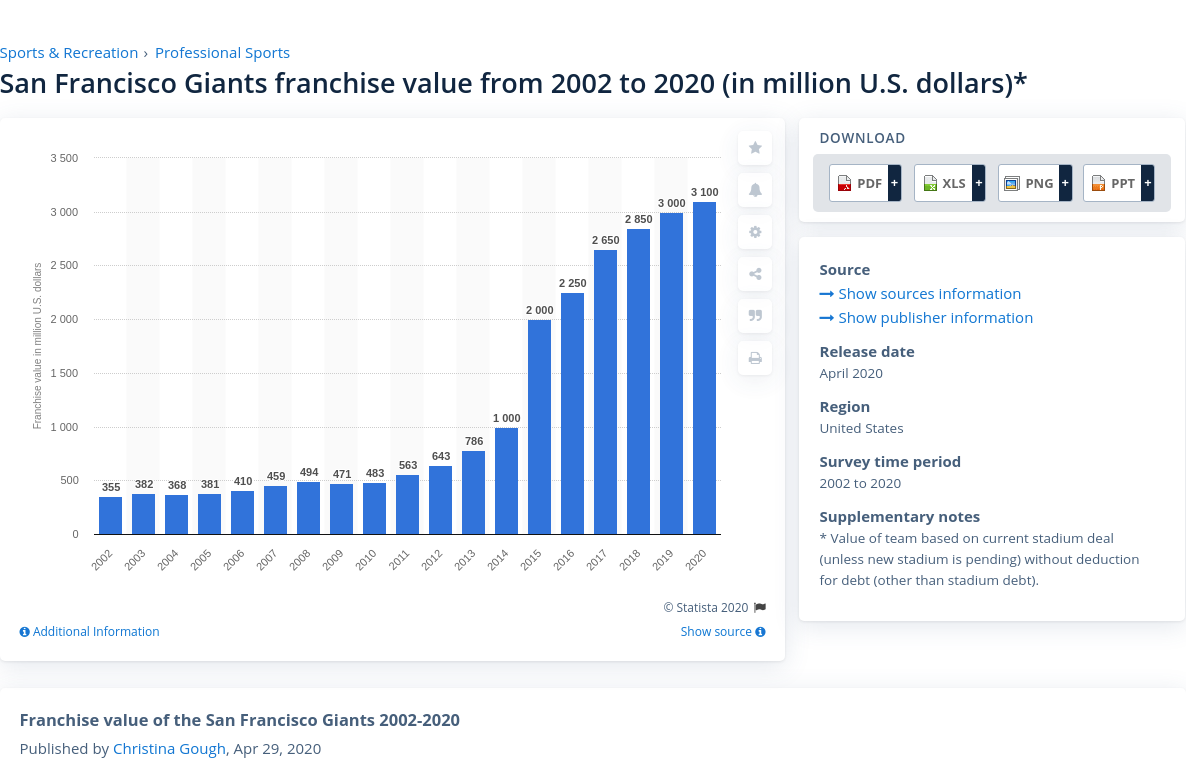 Sports & Recreation › Professional Sports
San Francisco Giants franchise value from 2002 to 2020 (in million U.S. dollars)*
Franchise value in million U.S. dollars
3 500
3 000
2 500
2 000
1 500
1 000
500
0
355
382
368
381
410
459
494
471
483
563
643
786
1 000
2 000
2 250
2 650
2 850
3 000
3 100
2002
2003
2004
2005
2006
2007
2008
2009
2010
2011
2012
2013
2014
2015
2016
2017
2018
2019
2020
© Statista 2020
Additional Information
Show source
DOWNLOAD
PDF + XLS + PNG + PPT +
Source
Show sources information
Show publisher information
Release date
April 2020
Region
United States
Survey time period
2002 to 2020
Supplementary notes
* Value of team based on current stadium deal
(unless new stadium is pending) without deduction
for debt (other than stadium debt).
Franchise value of the San Francisco Giants 2002-2020
Published by Christina Gough, Apr 29, 2020